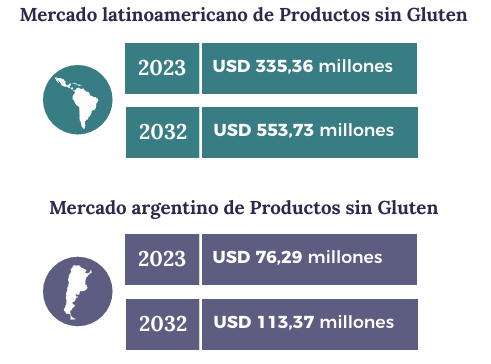 Mercado latinoamericano de Productos sin Gluten
2023 USD 335,36 millones
2032 USD 553,73 millones
Mercado argentino de Productos sin Gluten
2023 USD 76,29 millones
2032 USD 113,37 millones